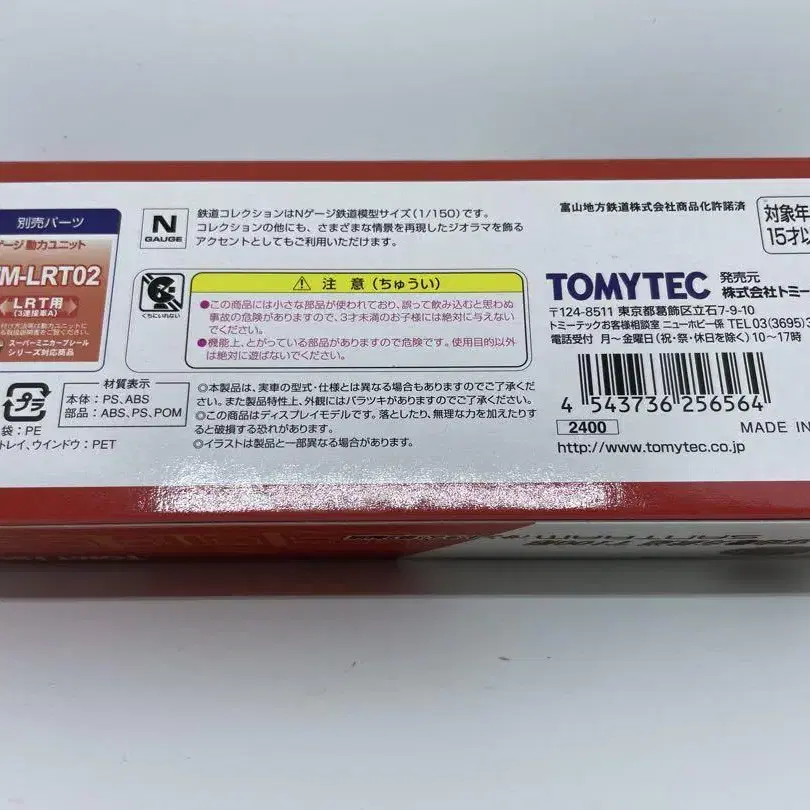 別売パーツ
ゲージ 動力ユニット
M-LRT02
LRT用
(3連接車A)
スーパーミニカーブレール
シリーズ対応商品
N
GAUGE
鉄道コレクションはNゲージ鉄道模型サイズ(1/150)です。
コレクションの他にも、さまざまな情景を再現したジオラマを飾る
アクセントとしてもご利用いただけます。
くちにいれない
⚠ 注 意 (ちゅうい)
●この商品には小さな部品が使われており、誤って飲み込むと思わぬ
事故の危険がありますので、3才未満のお子様には絶対に与えないで
でください。
●機能上、とがっている部品がありますので危険です。使用目的以外
は絶対に遊ばないでください。
プラ
袋:PE
トレイ、ウインドウ:PET
材質表示
本体:PS、ABS
部品:ABS、PS、POM
◎本製品は、実車の型式・仕様とは異なる場合もありますのでご了承くだ
さい。また製品特性上、外観にはバラツキがありますのでご了承ください。
◎この商品はディスプレイモデルです。落としたり、無理な力を加えたりす
ると破損する恐れがあります。
◎イラストは製品と一部異なる場合があります。
富山地方鉄道株式会社商品化許諾済
対象年
15才以
TOMYTEC 発売元
株式会社トミー
〒124-8511 東京都葛飾区立石7-9-10
トミーテックお客様相談室 ニューホビー係 TEL03(3695)3
電話受付 月~金曜日(祝・祭・休日を除く)10~17時
4 543736 256564
2400
MADE IN
http://www.tomytec.co.jp